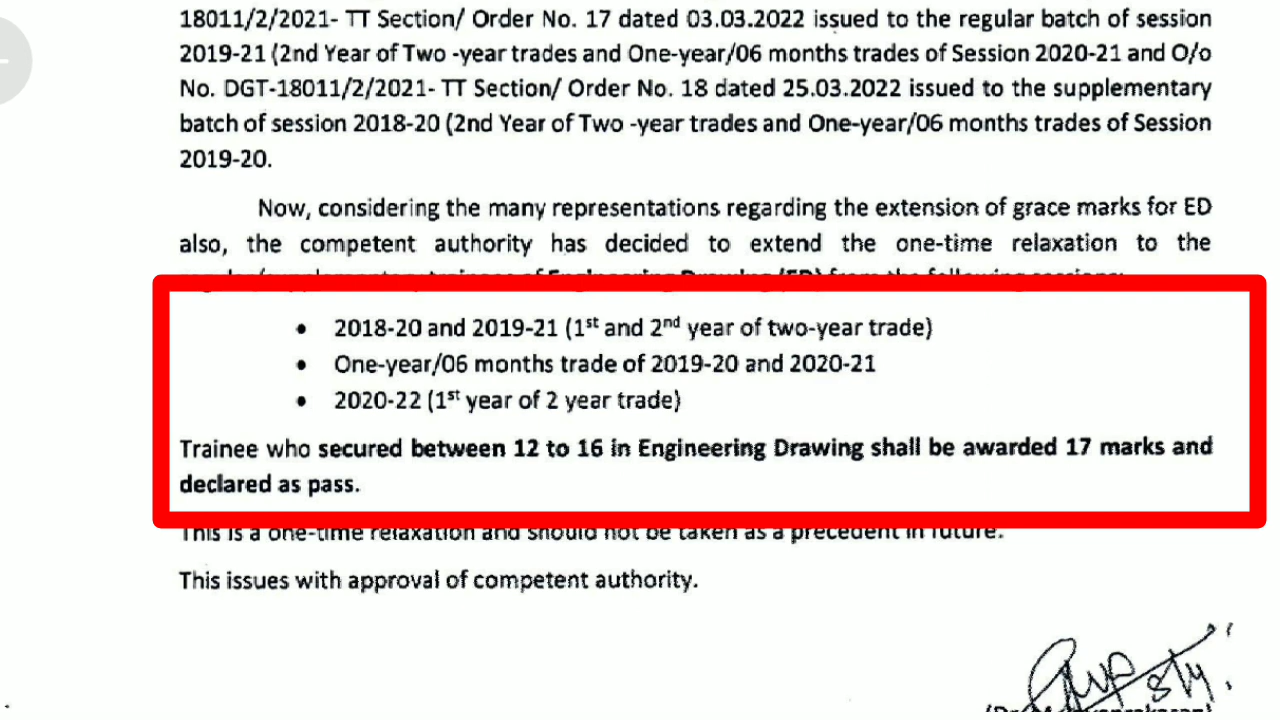 18011/2/2021- TT Section/ Order No. 17 dated 03.03.2022 issued to the regular batch of session
2019-21 (2nd Year of Two -year trades and One-year/06 months trades of Session 2020-21 and O/o
No. DGT-18011/2/2021- TT Section/ Order No. 18 dated 25.03.2022 issued to the supplementary
batch of session 2018-20 (2nd Year of Two -year trades and One-year/06 months trades of Session
2019-20.
Now, considering the many representations regarding the extension of grace marks for ED
also, the competent authority has decided to extend the one-time relaxation to the
of Engineering Drawing (ED) from the following sessions:
• 2018-20 and 2019-21 (1st and 2nd year of two-year trade)
• One-year/06 months trade of 2019-20 and 2020-21
• 2020-22 (1st year of 2 year trade)
Trainee who secured between 12 to 16 in Engineering Drawing shall be awarded 17 marks and
declared as pass.
This is a one-time relaxation and should not be taken as a precedent in future.
This issues with approval of competent authority.